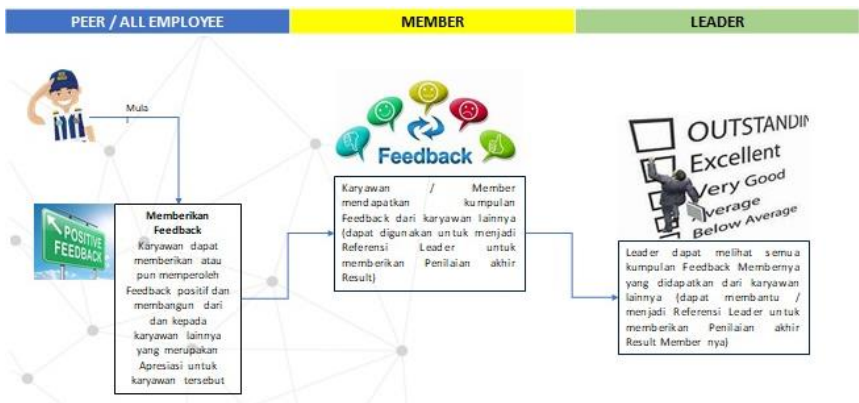 PEER / ALL EMPLOYEE
MEMBER
LEADER
Mula
i
POSITIVE
FEEDBACK
Memberikan
Feedback
Karyawan dapat
memberikan atau
pun memperoleh
Feedback positif dan
membangun dari
dan kepada
karyawan lainnya
yang merupakan
Apresiasi untuk
karyawan tersebut
Feedback
Karyawan / Member
mendapatkan kumpulan
Feedback dari karyawan lainnya
(dapat digunakan untuk menjadi
Referensi Leader untuk
memberikan Penilaian akhir
Result)
OUTSTANDIN
Excellent
Very Good
Average
Below Average
Leader dapat melihat semua
kumpulan Feedback Membernya
yang didapatkan dari karyawan
lainnya (dapat membantu /
menjadi Referensi Leader untuk
memberikan Penilaian akhir
Result Member nya)